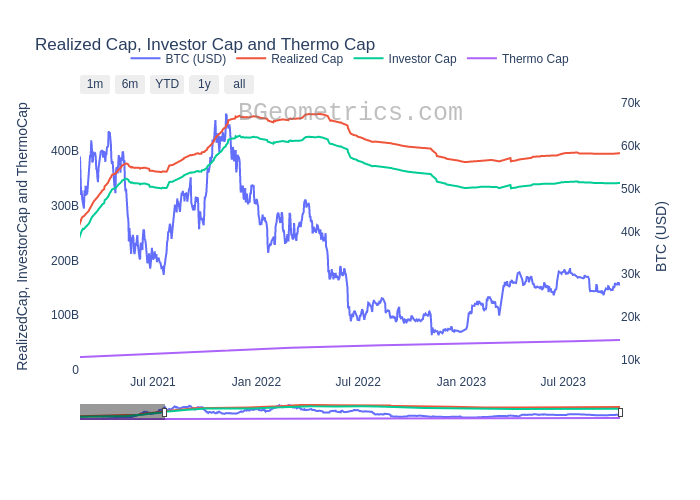 Realized Cap, Investor Cap and Thermo Cap
BTC (USD) Realized Cap Investor Cap Thermo Cap
1m 6m YTD 1y all
BGeometrics.com
RealizedCap, InvestorCap and ThermoCap
400B
300B
200B
100B
0
70k
60k
50k
40k
30k
20k
10k
BTC (USD)
Jul 2021 Jan 2022 Jul 2022 Jan 2023 Jul 2023